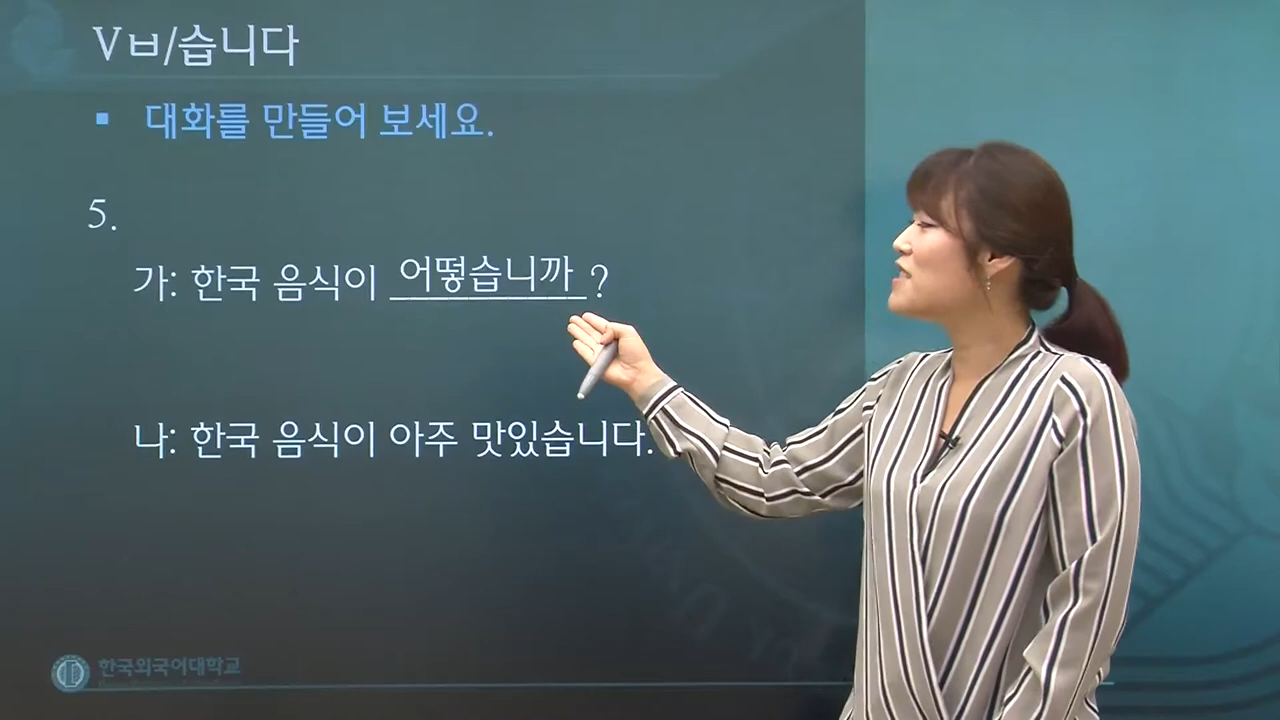 Vㅂ/습니다
▪ 대화를 만들어 보세요.
5.
가: 한국 음식이 어떻습니까?
나: 한국 음식이 아주 맛있습니다.
한국외국어대학교